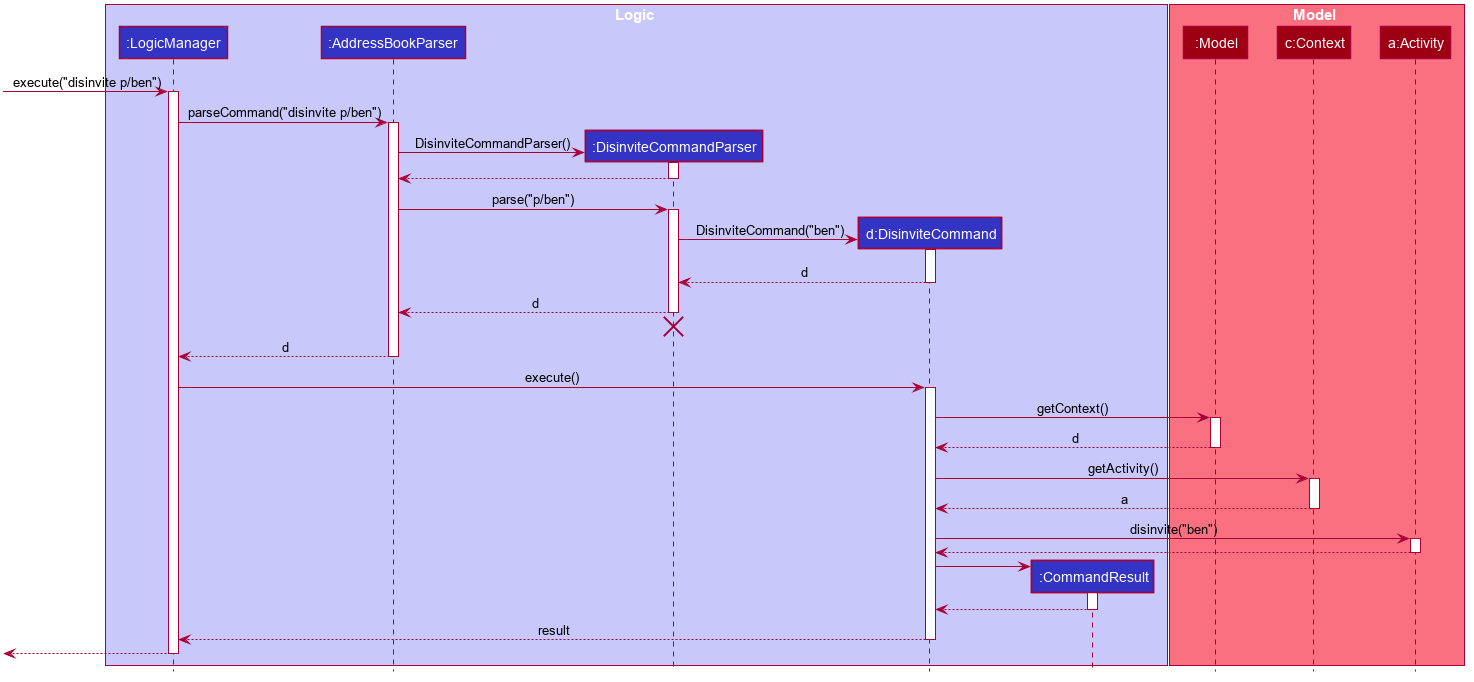 Logic
Model
:LogicManager
:AddressBookParser
:Model
c:Context
a:Activity
execute("disinvite p/ben")
parseCommand("disinvite p/ben")
DisinviteCommandParser()
:DisinviteCommandParser
parse("p/ben")
DisinviteCommand("ben")
d:DisinviteCommand
d
d
d
execute()
getContext()
d
getActivity()
a
disinvite("ben")
:CommandResult
result